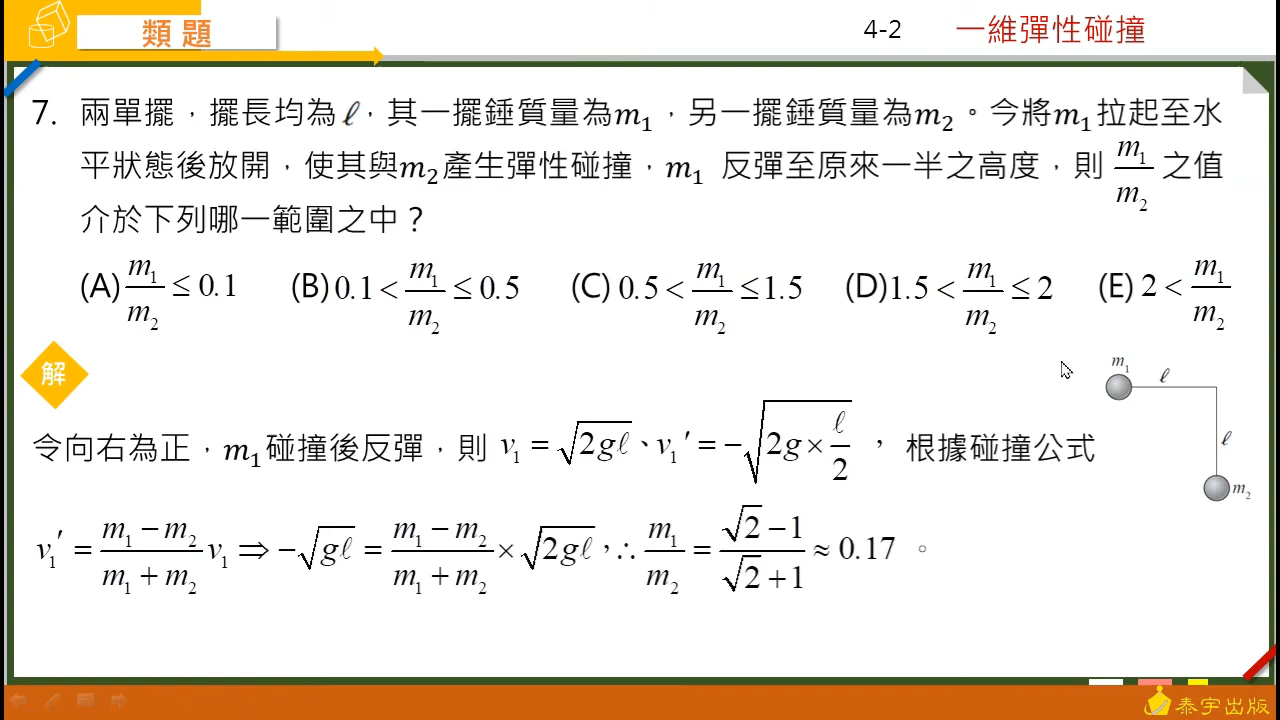 類題
4-2 一維彈性碰撞
7. 兩單擺，擺長均為ℓ，其一擺錘質量為m₁，另一擺錘質量為m₂。今將m₁拉起至水
平狀態後放開，使其與m₂產生彈性碰撞，m₁ 反彈至原來一半之高度，則 m₁/m₂ 之值
介於下列哪一範圍之中？
(A) m₁/m₂ ≤ 0.1 (B) 0.1 < m₁/m₂ ≤ 0.5 (C) 0.5 < m₁/m₂ ≤ 1.5 (D) 1.5 < m₁/m₂ ≤ 2 (E) 2 < m₁/m₂
解
m₁ ℓ
ℓ
m₂
令向右為正，m₁碰撞後反彈，則 v₁ = √(2gℓ)、v₁′ = −√(2g × ℓ/2)， 根據碰撞公式
v₁′ = (m₁ − m₂)/(m₁ + m₂) v₁ ⇒ −√(gℓ) = (m₁ − m₂)/(m₁ + m₂) × √(2gℓ)，∴ m₁/m₂ = (√2 − 1)/(√2 + 1) ≈ 0.17 。
泰宇出版